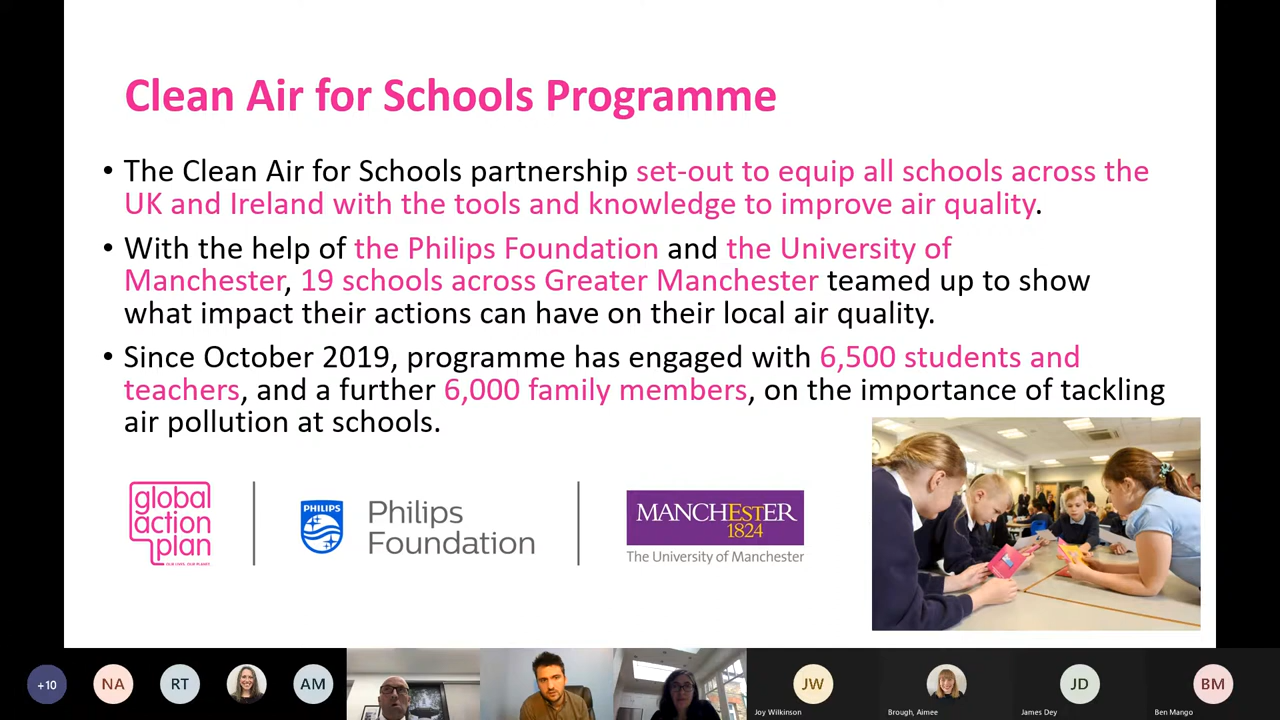 Clean Air for Schools Programme
• The Clean Air for Schools partnership set-out to equip all schools across the
UK and Ireland with the tools and knowledge to improve air quality.
• With the help of the Philips Foundation and the University of
Manchester, 19 schools across Greater Manchester teamed up to show
what impact their actions can have on their local air quality.
• Since October 2019, programme has engaged with 6,500 students and
teachers, and a further 6,000 family members, on the importance of tackling
air pollution at schools.
global
action
plan
OUR LIVES. OUR PLANET.
PHILIPS
Philips
Foundation
MANCHESTER
1824
The University of Manchester
+10
NA
RT
AM
JW
Joy Wilkinson
Brough, Aimee
JD
James Dey
BM
Ben Mango